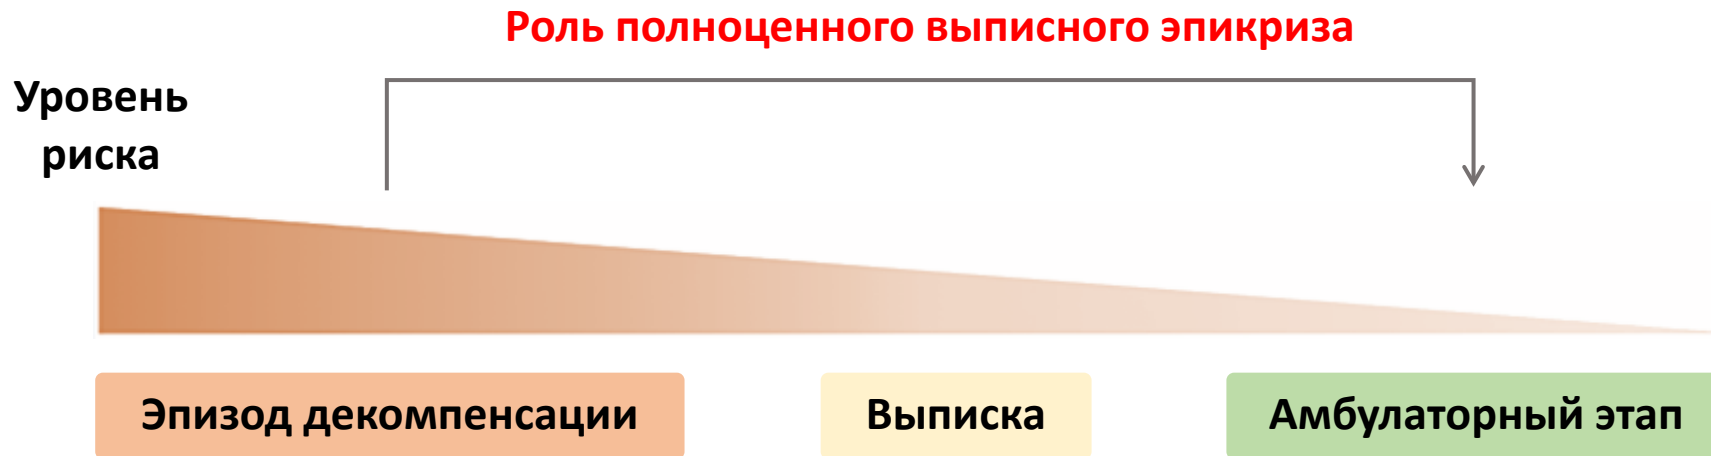 Роль полноценного выписного эпикриза
Уровень
риска
Эпизод декомпенсации
Выписка
Амбулаторный этап